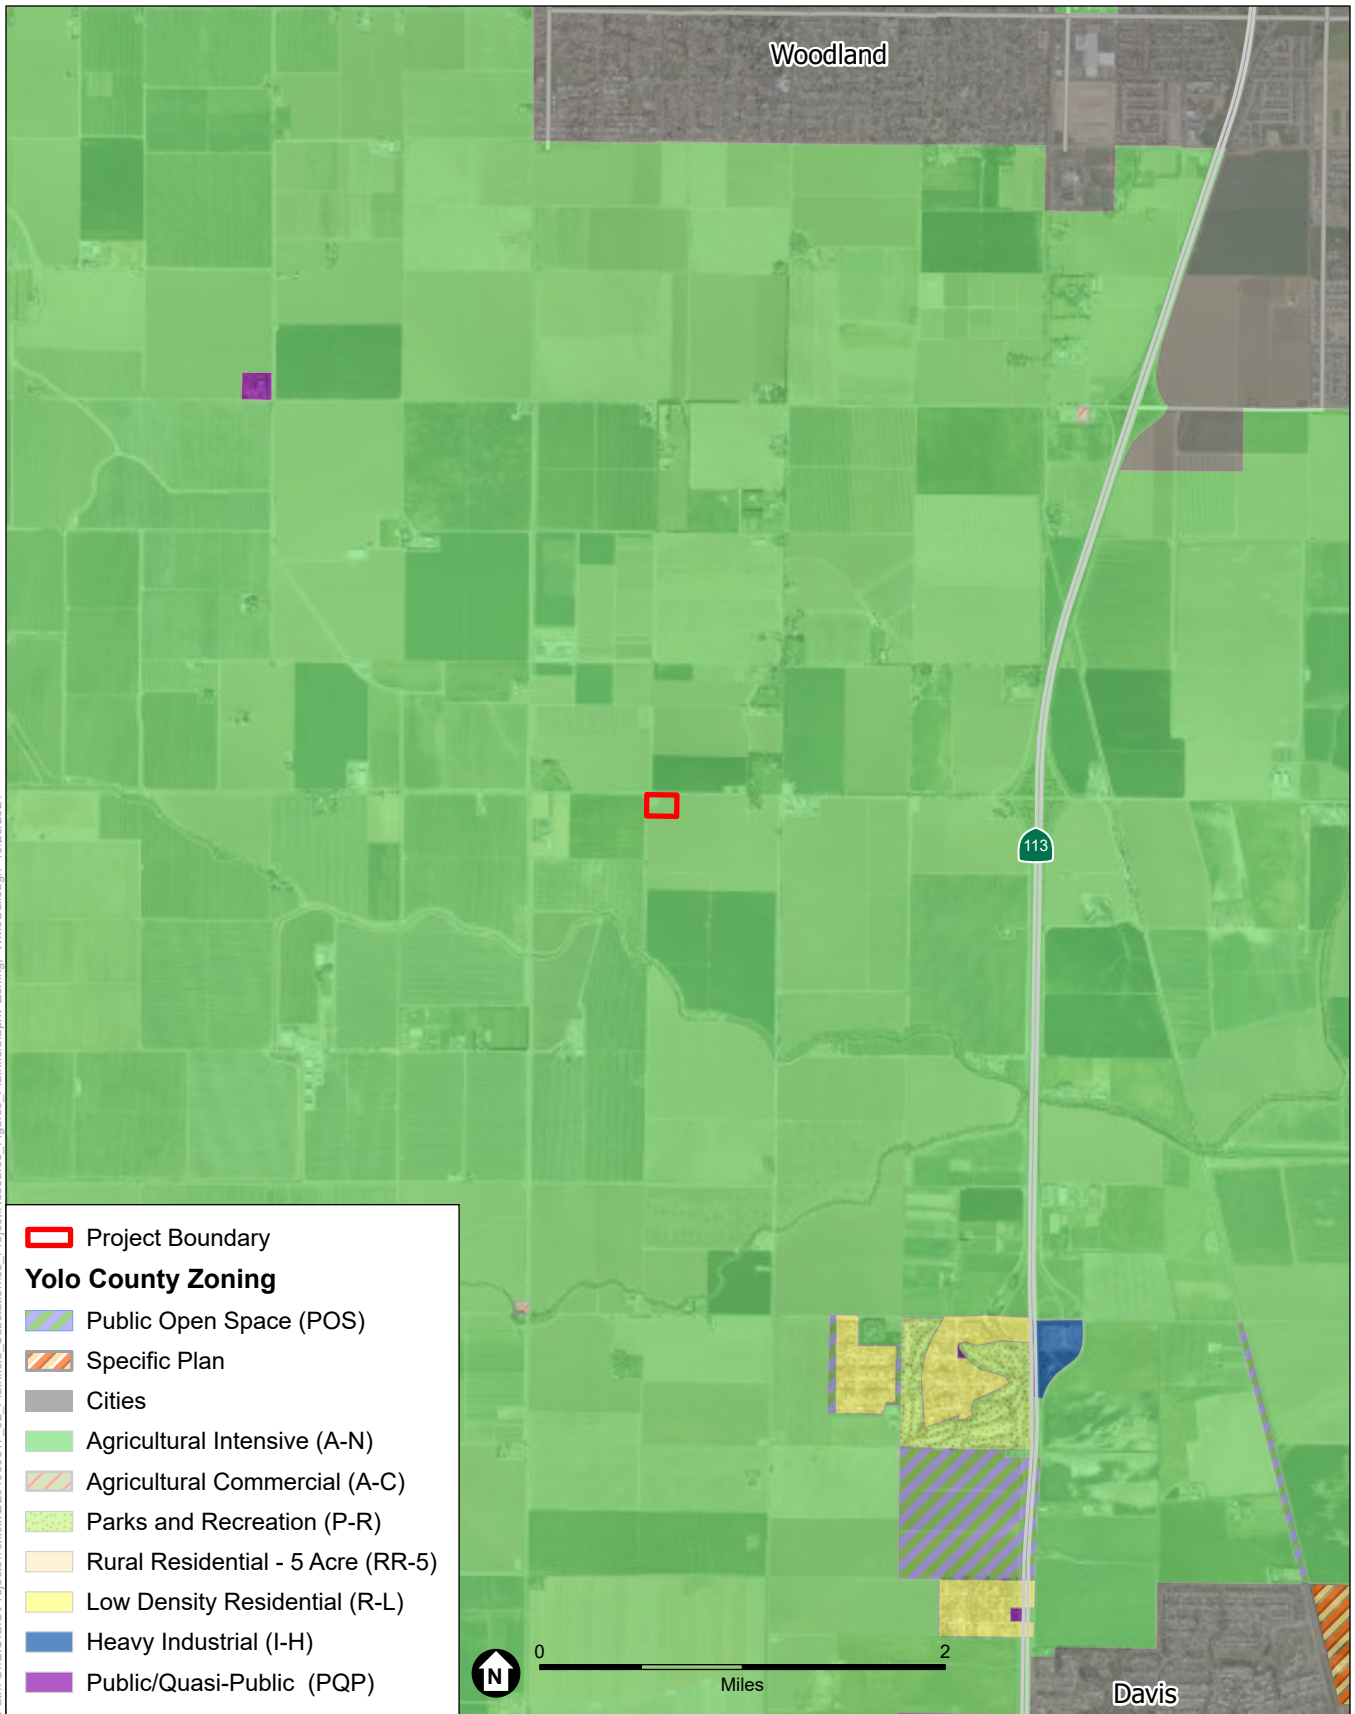 Woodland
113
Project Boundary
Yolo County Zoning
Public Open Space (POS)
Specific Plan
Cities
Agricultural Intensive (A-N)
Agricultural Commercial (A-C)
Parks and Recreation (P-R)
Rural Residential - 5 Acre (RR-5)
Low Density Residential (R-L)
Heavy Industrial (I-H)
Public/Quasi-Public (PQP)
N
0 2
Miles
Davis